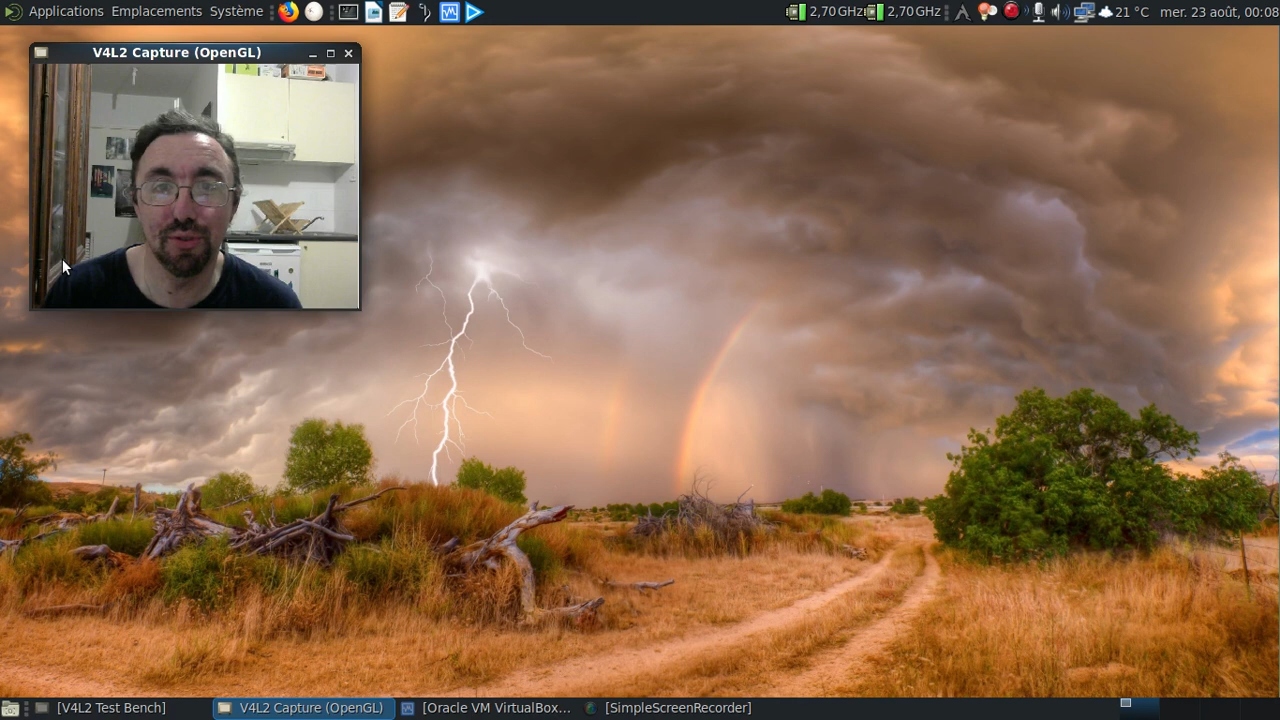 Applications Emplacements Système 2,70 GHz 2,70 GHz 21 °C mer. 23 août, 00:08
V4L2 Capture (OpenGL)
[V4L2 Test Bench] V4L2 Capture (OpenGL) [Oracle VM VirtualBox... [SimpleScreenRecorder]